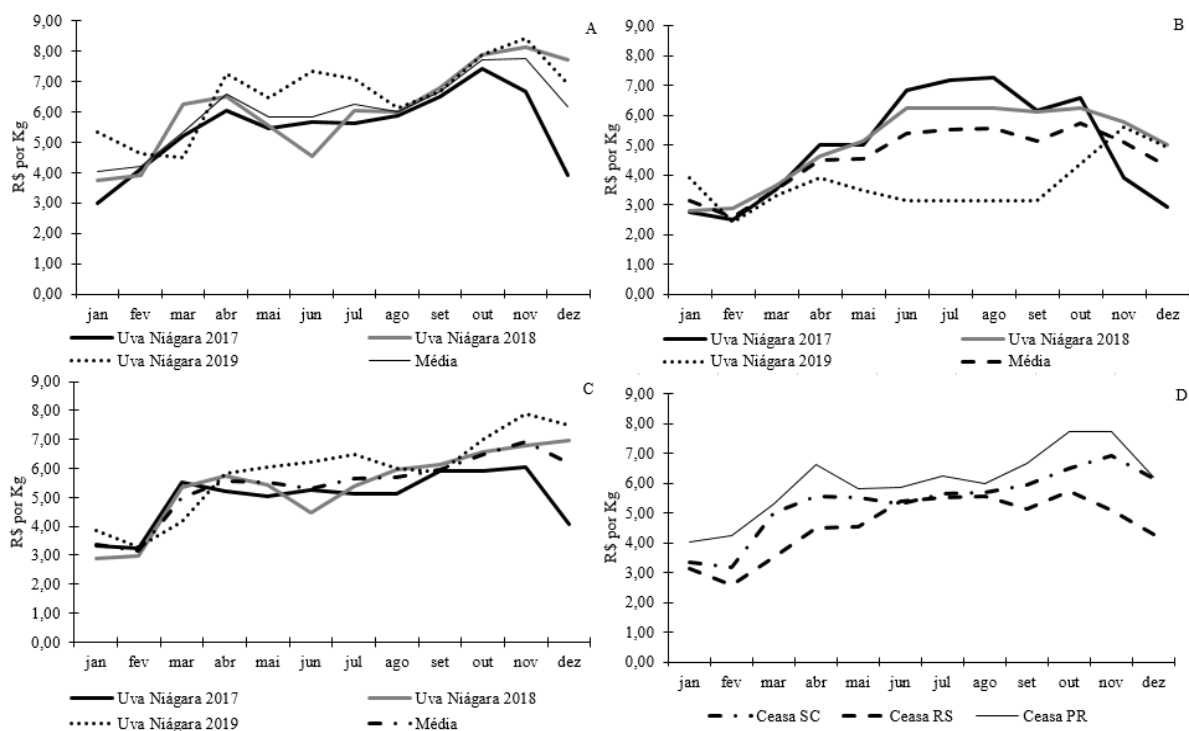 A
9,00
8,00
7,00
6,00
5,00
4,00
3,00
2,00
1,00
0,00
R$ por Kg
jan fev mar abr mai jun jul ago set out nov dez
Uva Niágara 2017 Uva Niágara 2018
Uva Niágara 2019 Média
B
9,00
8,00
7,00
6,00
5,00
4,00
3,00
2,00
1,00
0,00
R$ por Kg
jan fev mar abr mai jun jul ago set out nov dez
Uva Niágara 2017 Uva Niágara 2018
Uva Niágara 2019 Média
C
9,00
8,00
7,00
6,00
5,00
4,00
3,00
2,00
1,00
0,00
R$ por Kg
jan fev mar abr mai jun jul ago set out nov dez
Uva Niágara 2017 Uva Niágara 2018
Uva Niágara 2019 Média
D
9,00
8,00
7,00
6,00
5,00
4,00
3,00
2,00
1,00
0,00
R$ por Kg
jan fev mar abr mai jun jul ago set out nov dez
Ceasa SC Ceasa RS Ceasa PR